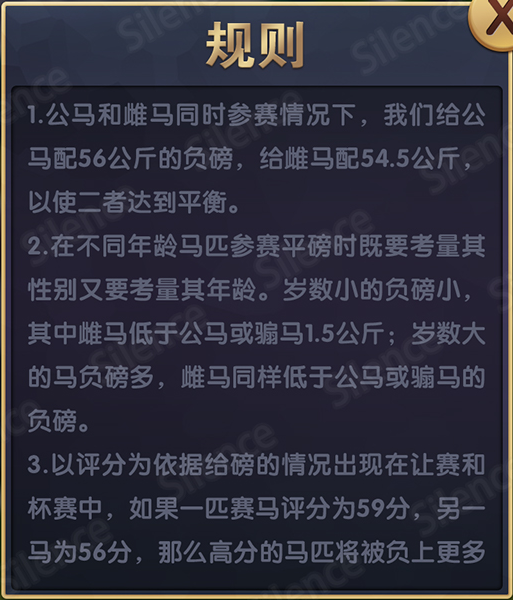 规则
1.公马和雌马同时参赛情况下，我们给公
马配56公斤的负磅，给雌马配54.5公斤，
以使二者达到平衡。
2.在不同年龄马匹参赛平磅时既要考量其
性别又要考量其年龄。岁数小的负磅小，
其中雌马低于公马或骟马1.5公斤；岁数大
的马负磅多，雌马同样低于公马或骟马的
负磅。
3.以评分为依据给磅的情况出现在让赛和
杯赛中，如果一匹赛马评分为59分，另一
马为56分，那么高分的马匹将被负上更多
Silence